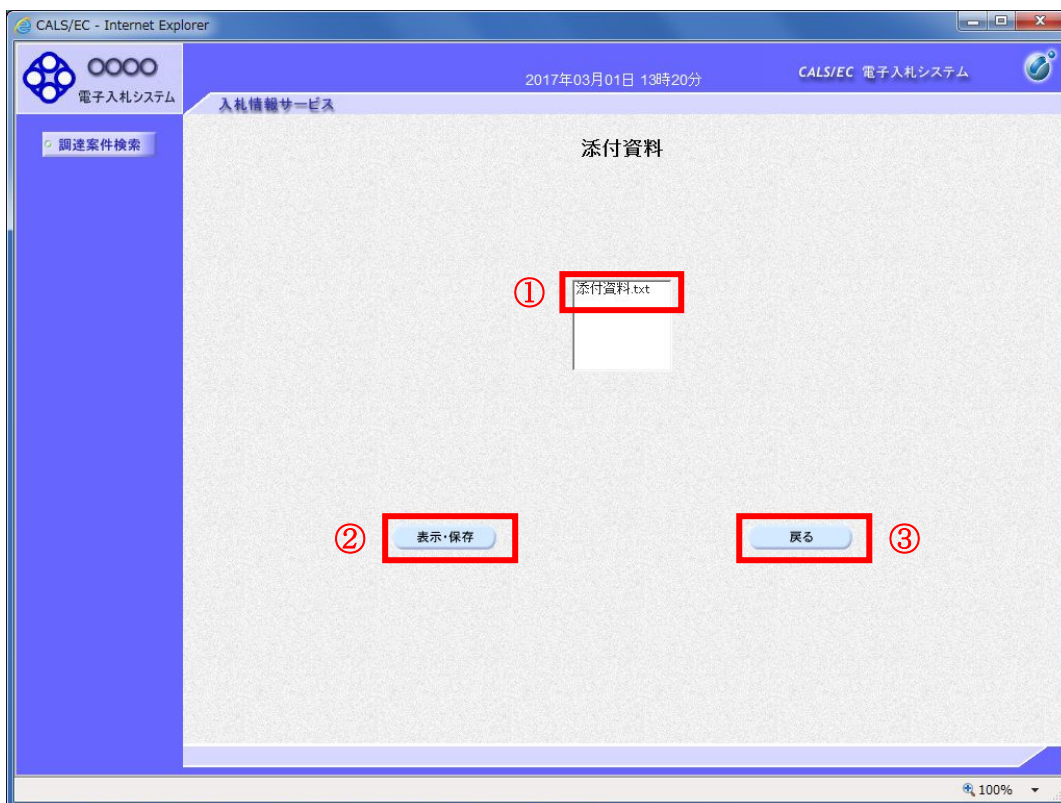 CALS/EC - Internet Explorer
OOOO
電子入札システム
2017年03月01日 13時20分
CALS/EC 電子入札システム
入札情報サービス
調達案件検索
添付資料
①
添付資料.txt
②
表示・保存
戻る
③
100%